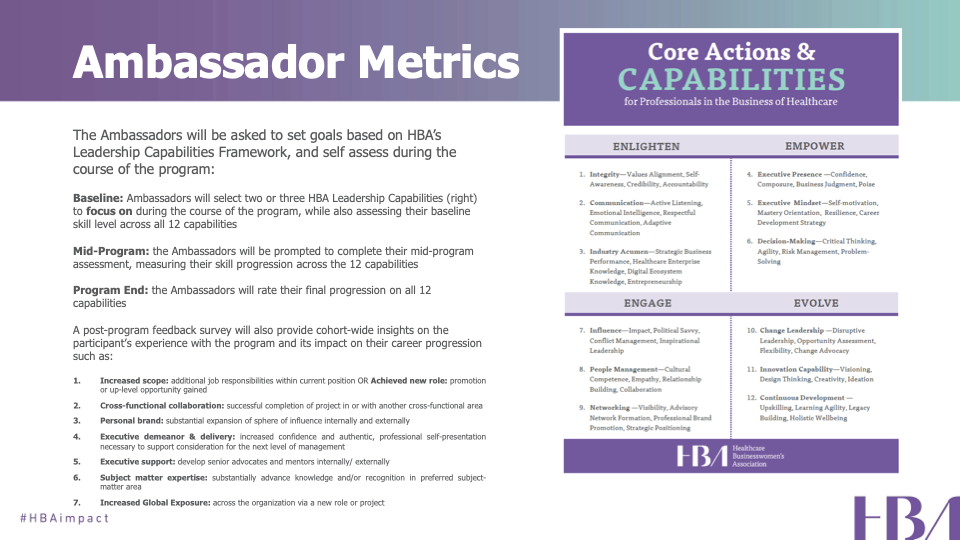 Ambassador Metrics
The Ambassadors will be asked to set goals based on HBA's
Leadership Capabilities Framework, and self assess during the
course of the program:
Baseline: Ambassadors will select two or three HBA Leadership Capabilities (right)
to focus on during the course of the program, while also assessing their baseline
skill level across all 12 capabilities
Mid-Program: the Ambassadors will be prompted to complete their mid-program
assessment, measuring their skill progression across the 12 capabilities
Program End: the Ambassadors will rate their final progression on all 12
capabilities
A post-program feedback survey will also provide cohort-wide insights on the
participant's experience with the program and its impact on their career progression
such as:
1. Increased scope: additional job responsibilities within current position OR Achieved new role: promotion
or up-level opportunity gained
2. Cross-functional collaboration: successful completion of project in or with another cross-functional area
3. Personal brand: substantial expansion of sphere of influence internally and externally
4. Executive demeanor & delivery: increased confidence and authentic, professional self-presentation
necessary to support consideration for the next level of management
5. Executive support: develop senior advocates and mentors internally/ externally
6. Subject matter expertise: substantially advance knowledge and/or recognition in preferred subject-
matter area
7. Increased Global Exposure: across the organization via a new role or project
#HBAimpact
Core Actions &
CAPABILITIES
for Professionals in the Business of Healthcare
ENLIGHTEN
1. Integrity—Values Alignment, Self-
Awareness, Credibility, Accountability
2. Communication—Active Listening,
Emotional Intelligence, Respectful
Communication, Adaptive
Communication
3. Industry Acumen—Strategic Business
Performance, Healthcare Enterprise
Knowledge, Digital Ecosystem
Knowledge, Entrepreneurship
EMPOWER
4. Executive Presence —Confidence,
Composure, Business Judgment, Poise
5. Executive Mindset—Self-motivation,
Mastery Orientation, Resilience, Career
Development Strategy
6. Decision-Making—Critical Thinking,
Agility, Risk Management, Problem-
Solving
ENGAGE
7. Influence—Impact, Political Savvy,
Conflict Management, Inspirational
Leadership
8. People Management—Cultural
Competence, Empathy, Relationship
Building, Collaboration
9. Networking —Visibility, Advisory
Network Formation, Professional Brand
Promotion, Strategic Positioning
EVOLVE
10. Change Leadership —Disruptive
Leadership, Opportunity Assessment,
Flexibility, Change Advocacy
11. Innovation Capability—Visioning,
Design Thinking, Creativity, Ideation
12. Continuous Development —
Upskilling, Learning Agility, Legacy
Building, Holistic Wellbeing
HBA
Healthcare
Businesswomen's
Association
HBA